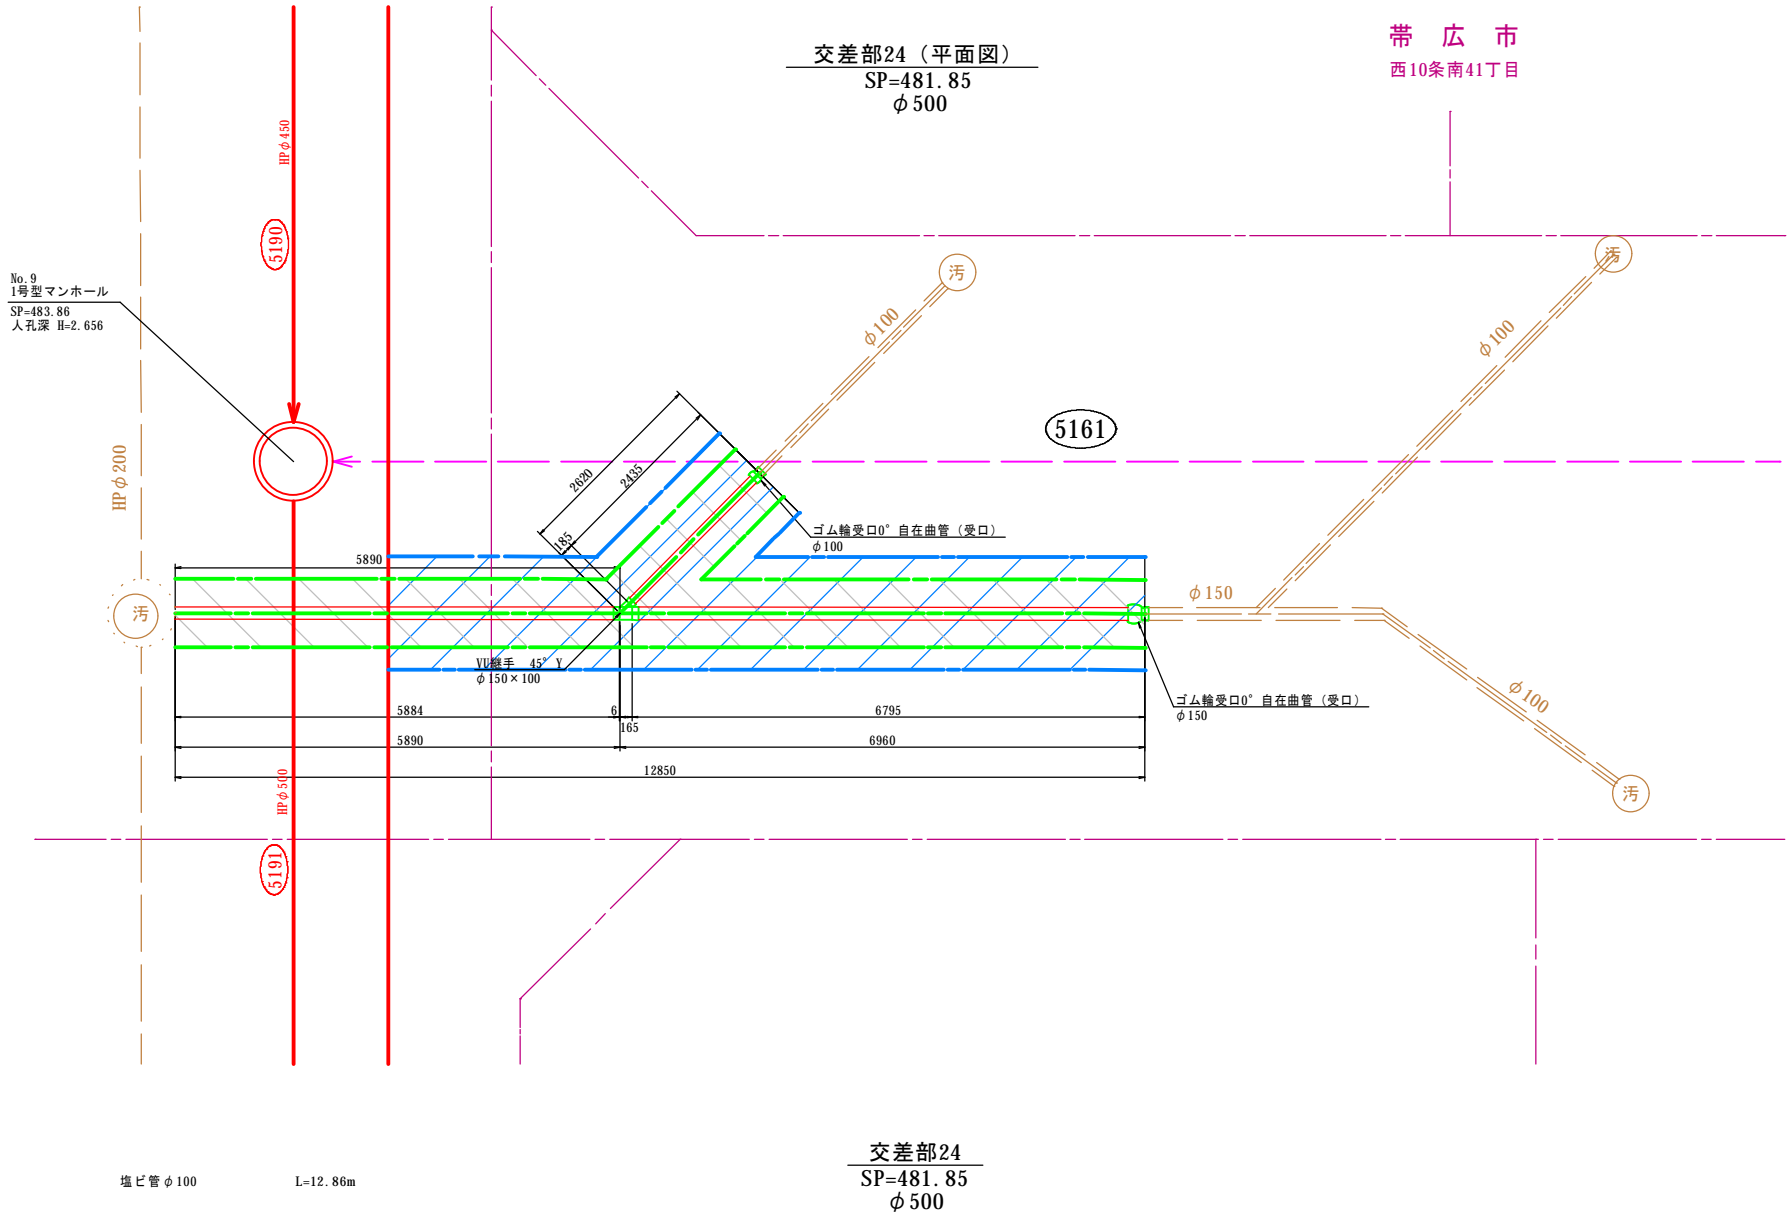 交差部24（平面図）
SP=481.85
φ500
帯 広 市
西10条南41丁目
HPφ450
5190
No.9
1号型マンホール
SP=483.86
人孔深 H=2.656
HPφ200
汚
汚
φ100
汚
φ100
5161
2620
2435
185
ゴム輪受口0° 自在曲管（受口）
φ100
5890
φ150
VU継手 45°Y
φ150×100
ゴム輪受口0° 自在曲管（受口）
φ150
φ100
汚
5884
6
165
6795
5890
6960
12850
HPφ500
5191
交差部24
SP=481.85
φ500
塩ビ管φ100 L=12.86m